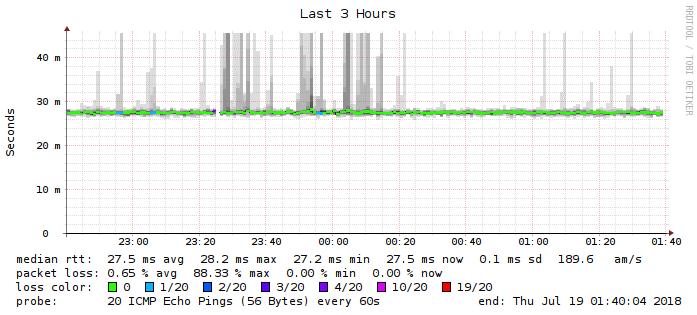 Last 3 Hours
RRDTOOL / TOBI OETIKER
Seconds
40 m
30 m
20 m
10 m
0
23:00 23:20 23:40 00:00 00:20 00:40 01:00 01:20 01:40
median rtt: 27.5 ms avg 28.2 ms max 27.2 ms min 27.5 ms now 0.1 ms sd 189.6 am/s
packet loss: 0.65 % avg 88.33 % max 0.00 % min 0.00 % now
loss color: 0 1/20 2/20 3/20 4/20 10/20 19/20
probe: 20 ICMP Echo Pings (56 Bytes) every 60s end: Thu Jul 19 01:40:04 2018